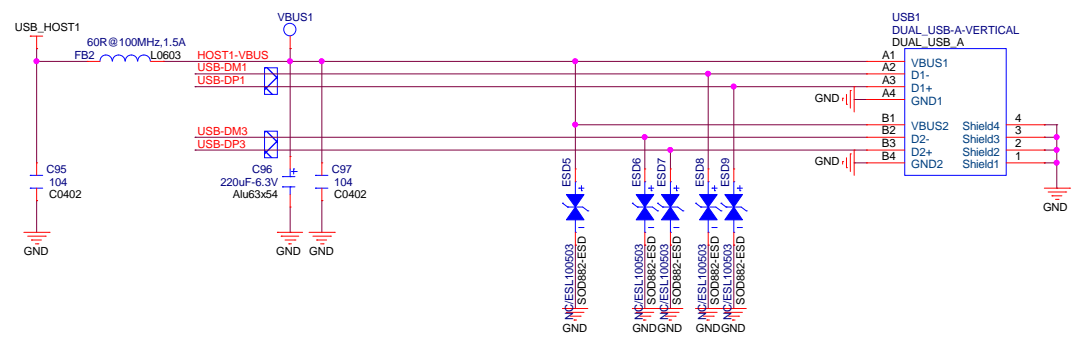 USB_HOST1
VBUS1
60R@100MHz,1.5A
FB2
L0603
HOST1-VBUS
USB-DM1
USB-DP1
USB-DM3
USB-DP3
USB1
DUAL_USB-A-VERTICAL
DUAL_USB_A
A1
VBUS1
A2
D1-
A3
D1+
A4
GND1
GND
B1
VBUS2
B2
D2-
B3
D2+
B4
GND2
GND
Shield4
4
Shield3
3
Shield2
2
Shield1
1
GND
C95
104
C0402
GND
C96
220uF-6.3V
Alu63x54
+
GND
C97
104
C0402
GND
ESD5
+
NC/ESL100503
SOD882-ESD
GND
ESD6
+
NC/ESL100503
SOD882-ESD
GND
ESD7
+
NC/ESL100503
SOD882-ESD
GND
ESD8
+
NC/ESL100503
SOD882-ESD
GND
ESD9
+
NC/ESL100503
SOD882-ESD
GND